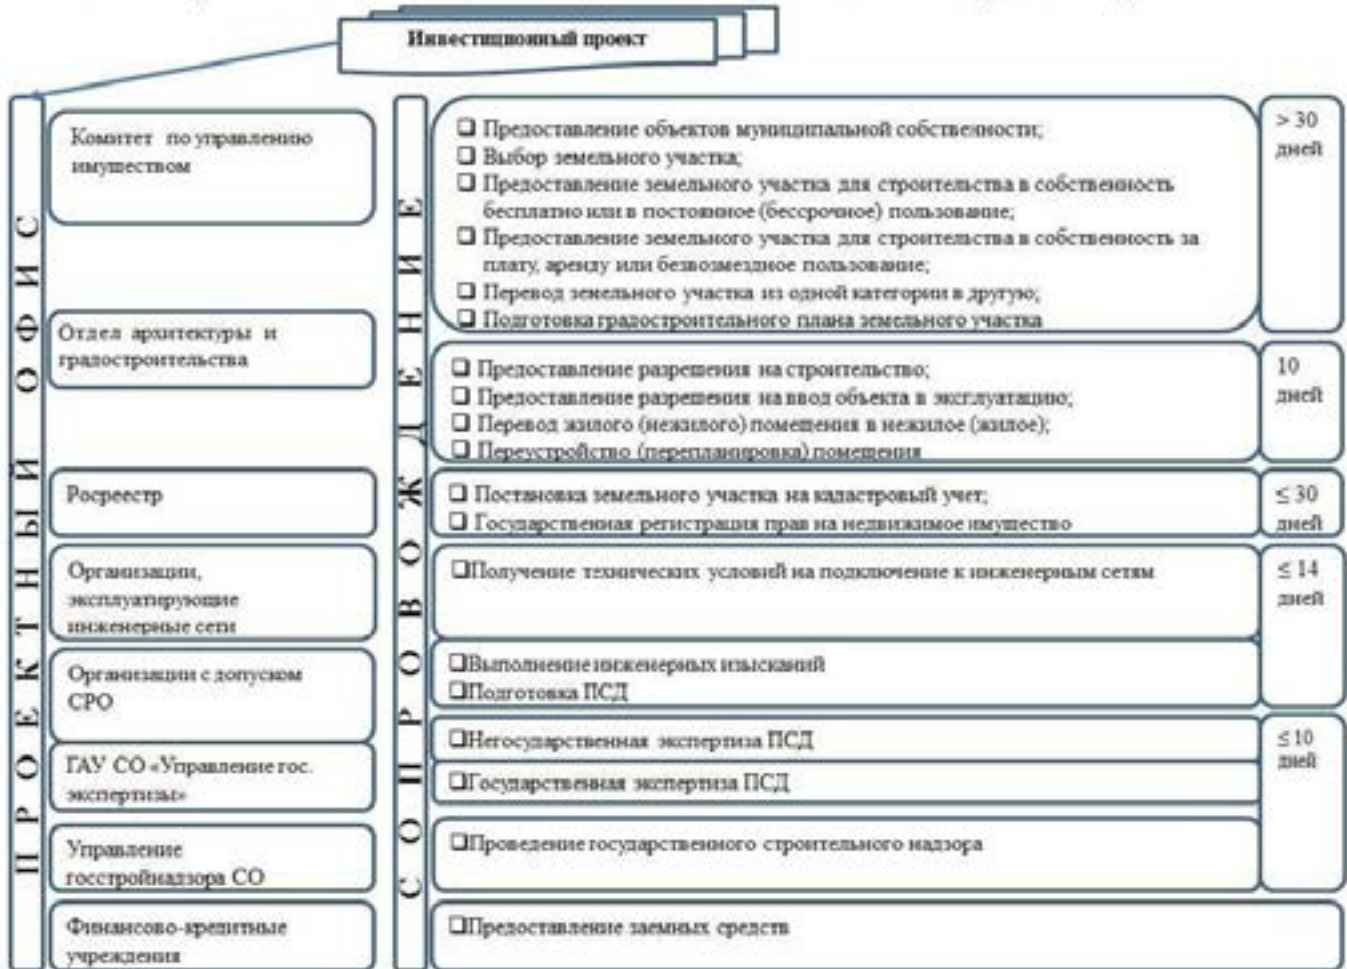 Инвестиционный проект
ПРОЕКТНЫЙ ОФИС
Комитет по управлению
имуществом
Отдел архитектуры и
градостроительства
Росреестр
Организации,
эксплуатирующие
инженерные сети
Организации с допуском
СРО
ГАУ СО «Управление гос.
экспертизы»
Управление
госстройнадзора СО
Финансово-кредитные
учреждения
СОПРОВОЖДЕНИЕ
❑ Предоставление объектов муниципальной собственности;
❑ Выбор земельного участка;
❑ Предоставление земельного участка для строительства в собственность
бесплатно или в постоянное (бессрочное) пользование;
❑ Предоставление земельного участка для строительства в собственность за
плату, аренду или безвозмездное пользование;
❑ Перевод земельного участка из одной категории в другую;
❑ Подготовка градостроительного плана земельного участка
> 30
дней
❑ Предоставление разрешения на строительство;
❑ Предоставление разрешения на ввод объекта в эксплуатацию;
❑ Перевод жилого (нежилого) помещения в нежилое (жилое);
❑ Переустройство (перепланировка) помещения
10
дней
❑ Постановка земельного участка на кадастровый учет;
❑ Государственная регистрация прав на недвижимое имущество
≤ 30
дней
❑Получение технических условий на подключение к инженерным сетям
≤ 14
дней
❑Выполнение инженерных изысканий
❑Подготовка ПСД
❑Негосударственная экспертиза ПСД
❑Государственная экспертиза ПСД
≤ 10
дней
❑Проведение государственного строительного надзора
❑Предоставление заемных средств